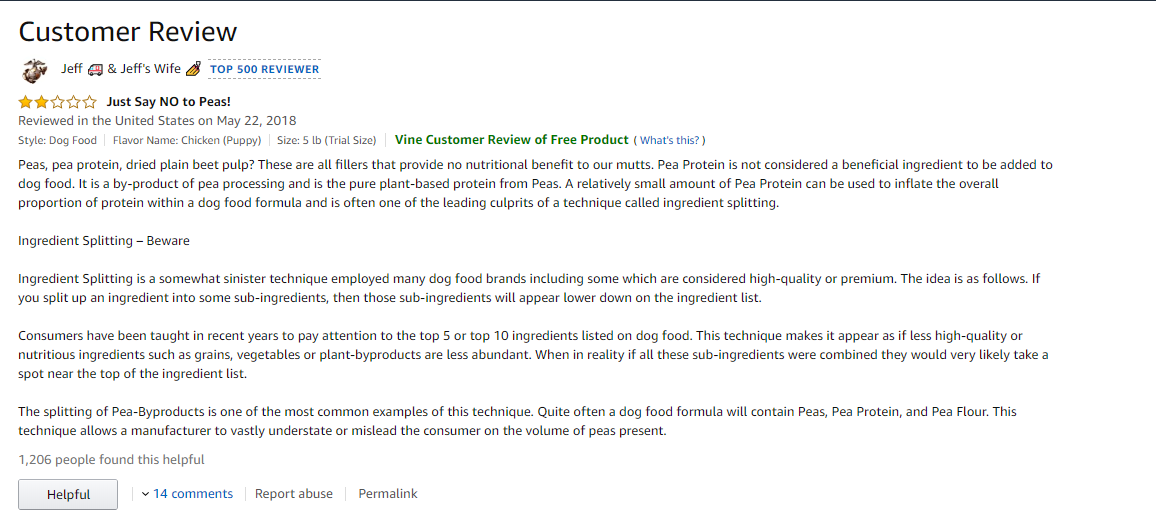 Customer Review
Jeff & Jeff's Wife TOP 500 REVIEWER
Just Say NO to Peas!
Reviewed in the United States on May 22, 2018
Style: Dog Food | Flavor Name: Chicken (Puppy) | Size: 5 lb (Trial Size) | Vine Customer Review of Free Product ( What's this? )
Peas, pea protein, dried plain beet pulp? These are all fillers that provide no nutritional benefit to our mutts. Pea Protein is not considered a beneficial ingredient to be added to
dog food. It is a by-product of pea processing and is the pure plant-based protein from Peas. A relatively small amount of Pea Protein can be used to inflate the overall
proportion of protein within a dog food formula and is often one of the leading culprits of a technique called ingredient splitting.
Ingredient Splitting – Beware
Ingredient Splitting is a somewhat sinister technique employed many dog food brands including some which are considered high-quality or premium. The idea is as follows. If
you split up an ingredient into some sub-ingredients, then those sub-ingredients will appear lower down on the ingredient list.
Consumers have been taught in recent years to pay attention to the top 5 or top 10 ingredients listed on dog food. This technique makes it appear as if less high-quality or
nutritious ingredients such as grains, vegetables or plant-byproducts are less abundant. When in reality if all these sub-ingredients were combined they would very likely take a
spot near the top of the ingredient list.
The splitting of Pea-Byproducts is one of the most common examples of this technique. Quite often a dog food formula will contain Peas, Pea Protein, and Pea Flour. This
technique allows a manufacturer to vastly understate or mislead the consumer on the volume of peas present.
1,206 people found this helpful
Helpful | 14 comments | Report abuse | Permalink